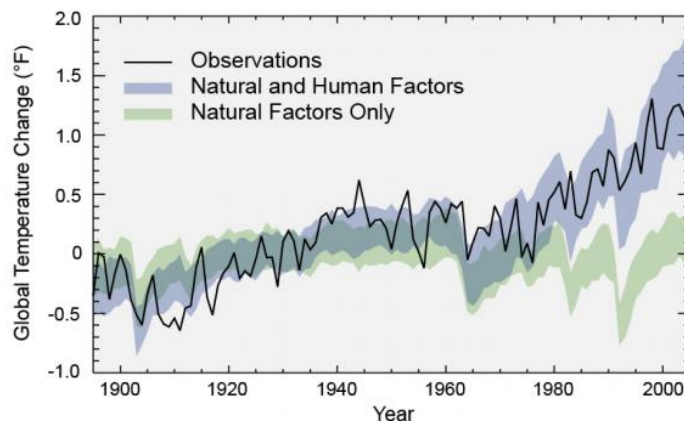 2.0
Observations
Natural and Human Factors
Natural Factors Only
1.5
1.0
0.5
0
-0.5
-1.0
Global Temperature Change (°F)
1900 1920 1940 1960 1980 2000
Year